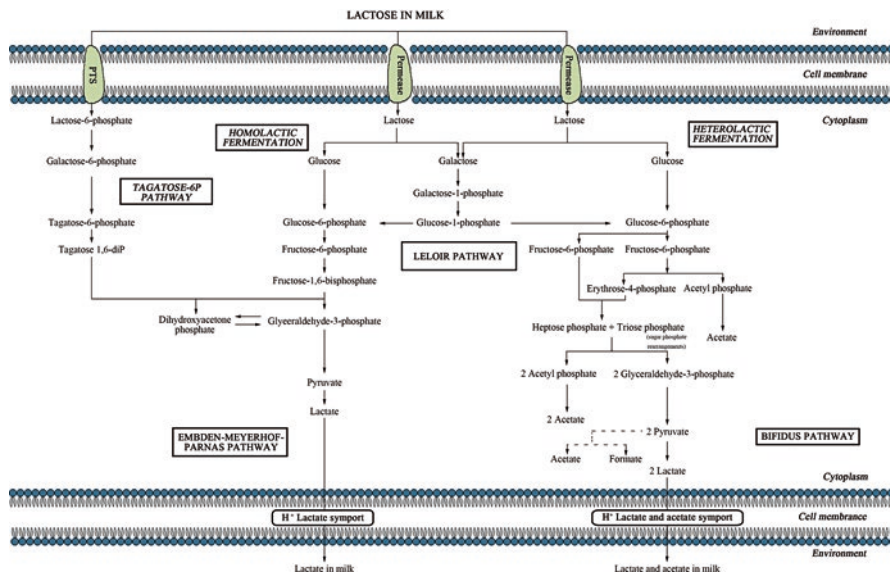 LACTOSE IN MILK
Environment
PTS
Permease
Permease
Cell membrane
Lactose-6-phosphate
Lactose
Lactose
Cytoplasm
HOMOLACTIC
FERMENTATION
HETEROLACTIC
FERMENTATION
Galactose-6-phosphate
Glucose
Galactose
Glucose
TAGATOSE-6P
PATHWAY
Galactose-1-phosphate
Tagatose-6-phosphate
Glucose-6-phosphate
Glucose-1-phosphate
Glucose-6-phosphate
Tagatose 1,6-diP
Fructose-6-phosphate
LELOIR PATHWAY
Fructose-6-phosphate
Fructose-6-phosphate
Fructose-1,6-bisphosphate
Erythrose-4-phosphate
Acetyl phosphate
Dihydroxyacetone
phosphate
Glyceraldehyde-3-phosphate
Heptose phosphate + Triose phosphate
(sugar phosphate
rearrangements)
Acetate
2 Acetyl phosphate
2 Glyceraldehyde-3-phosphate
Pyruvate
Lactate
2 Acetate
EMBDEN-MEYERHOF-
PARNAS PATHWAY
2 Pyruvate
BIFIDUS PATHWAY
Acetate
Formate
2 Lactate
Cytoplasm
H+ Lactate symport
H+ Lactate and acetate symport
Cell membrance
Environment
Lactate in milk
Lactate and acetate in milk